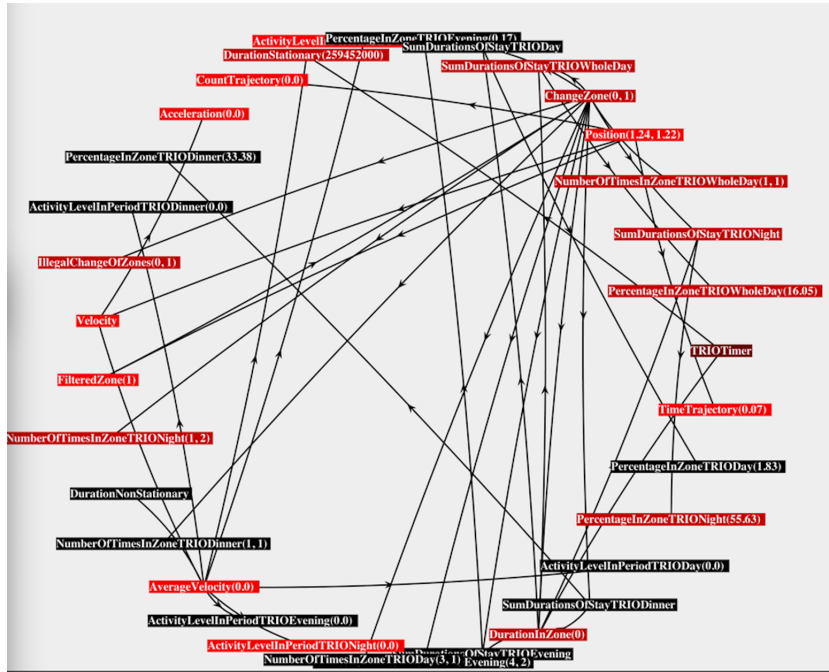 ActivityLevelI
PercentageInZoneTRIOEvening(0.17)
SumDurationsOfStayTRIODay
DurationStationary(259452000)
SumDurationsOfStayTRIOWholeDay
CountTrajectory(0.0)
ChangeZone(0, 1)
Acceleration(0.0)
Position(1.24, 1.22)
PercentageInZoneTRIODinner(33.38)
NumberOfTimesInZoneTRIOWholeDay(1, 1)
ActivityLevelInPeriodTRIODinner(0.0)
SumDurationsOfStayTRIONight
IllegalChangeOfZones(0, 1)
PercentageInZoneTRIOWholeDay(16.05)
Velocity
TRIOTimer
FilteredZone(1)
TimeTrajectory(0.07)
NumberOfTimesInZoneTRIONight(1, 2)
PercentageInZoneTRIODay(1.83)
DurationNonStationary
PercentageInZoneTRIONight(55.63)
NumberOfTimesInZoneTRIODinner(1, 1)
ActivityLevelInPeriodTRIODay(0.0)
AverageVelocity(0.0)
SumDurationsOfStayTRIODinner
ActivityLevelInPeriodTRIOEvening(0.0)
DurationInZone(0)
ActivityLevelInPeriodTRIONight(0.0)
umDurationsOfStayTRIOEvening
NumberOfTimesInZoneTRIODay(3, 1)
Evening(4, 2)